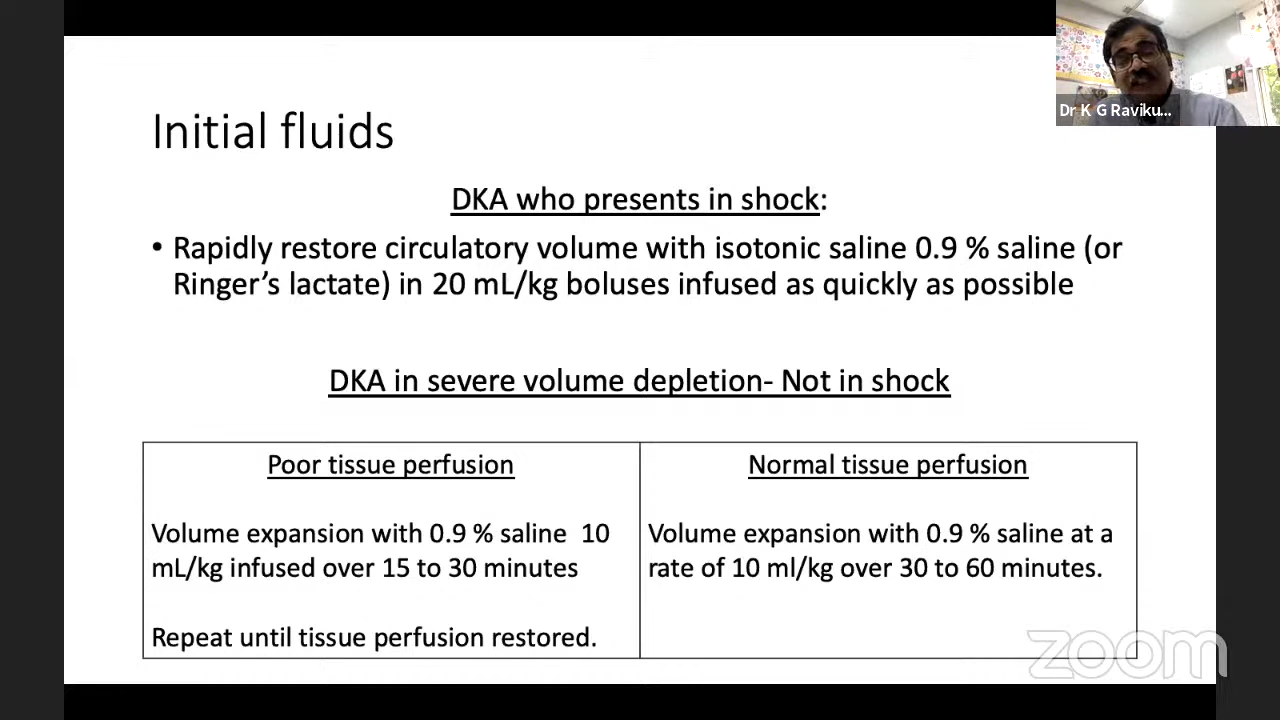 Dr K G Raviku...
Initial fluids
DKA who presents in shock:
• Rapidly restore circulatory volume with isotonic saline 0.9 % saline (or
Ringer's lactate) in 20 mL/kg boluses infused as quickly as possible
DKA in severe volume depletion- Not in shock
Poor tissue perfusion
Volume expansion with 0.9 % saline 10
mL/kg infused over 15 to 30 minutes
Repeat until tissue perfusion restored.
Normal tissue perfusion
Volume expansion with 0.9 % saline at a
rate of 10 ml/kg over 30 to 60 minutes.
zoom